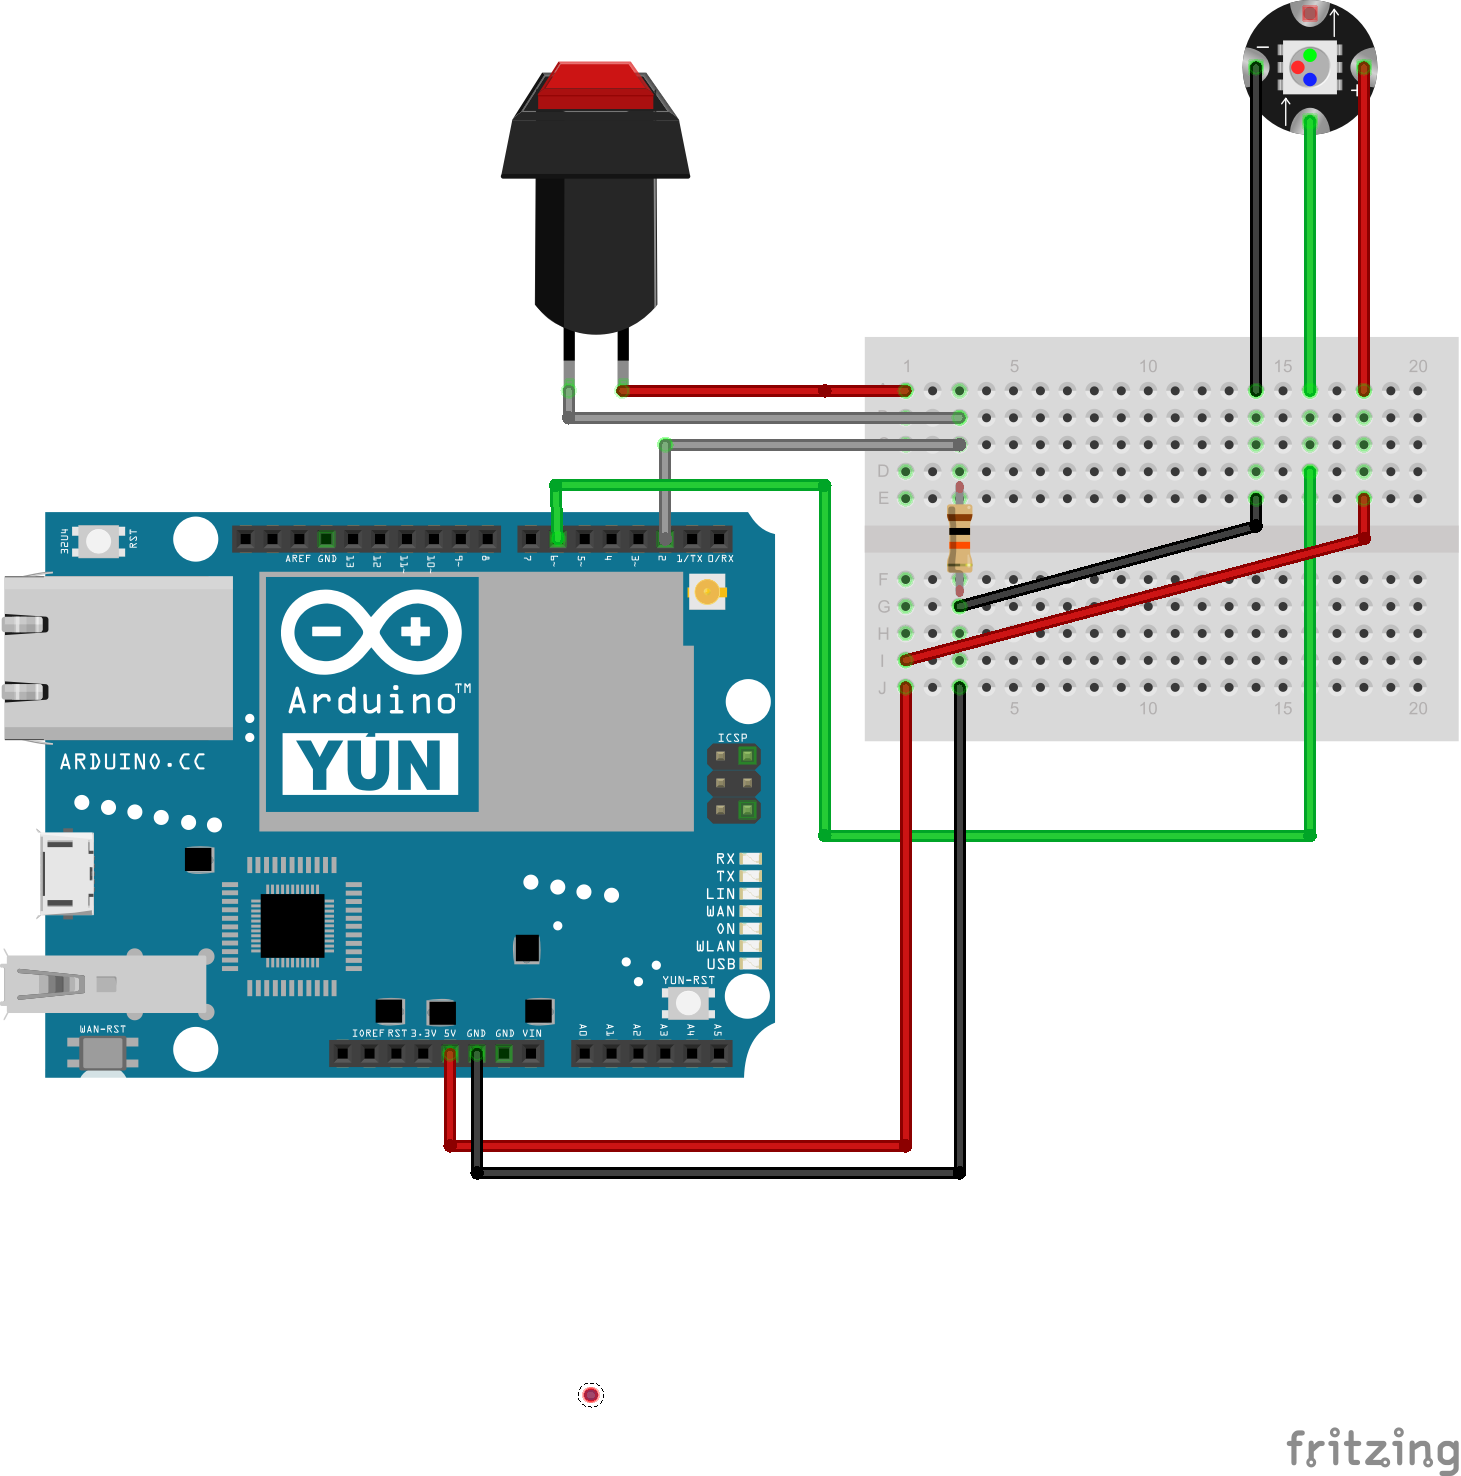 −
+
1 5 10 15 20
D
E
F
G
H
I
J
5 10 15 20
AREF GND 13 12 11~ 10~ 9~ 8 7 6~ 5~ 4 3~ 2 1/TX 0/RX
32U4
RST
Arduino™
YÚN
ARDUINO.CC
ICSP
RX
TX
LIN
WAN
ON
WLAN
USB
YUN-RST
WAN-RST
IOREF RST 3.3V 5V GND GND VIN
A0 A1 A2 A3 A4 A5
fritzing